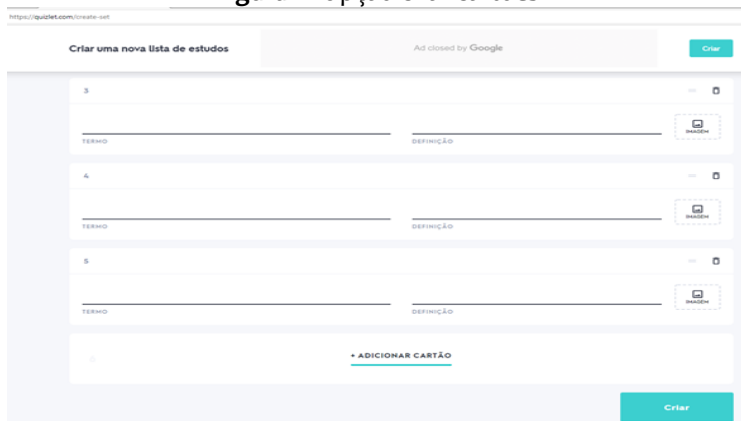 https://quizlet.com/create-set
Criar uma nova lista de estudos
Ad closed by Google
Criar
3
IMAGEM
TERMO
DEFINIÇÃO
4
IMAGEM
TERMO
DEFINIÇÃO
5
IMAGEM
TERMO
DEFINIÇÃO
+ ADICIONAR CARTÃO
Criar